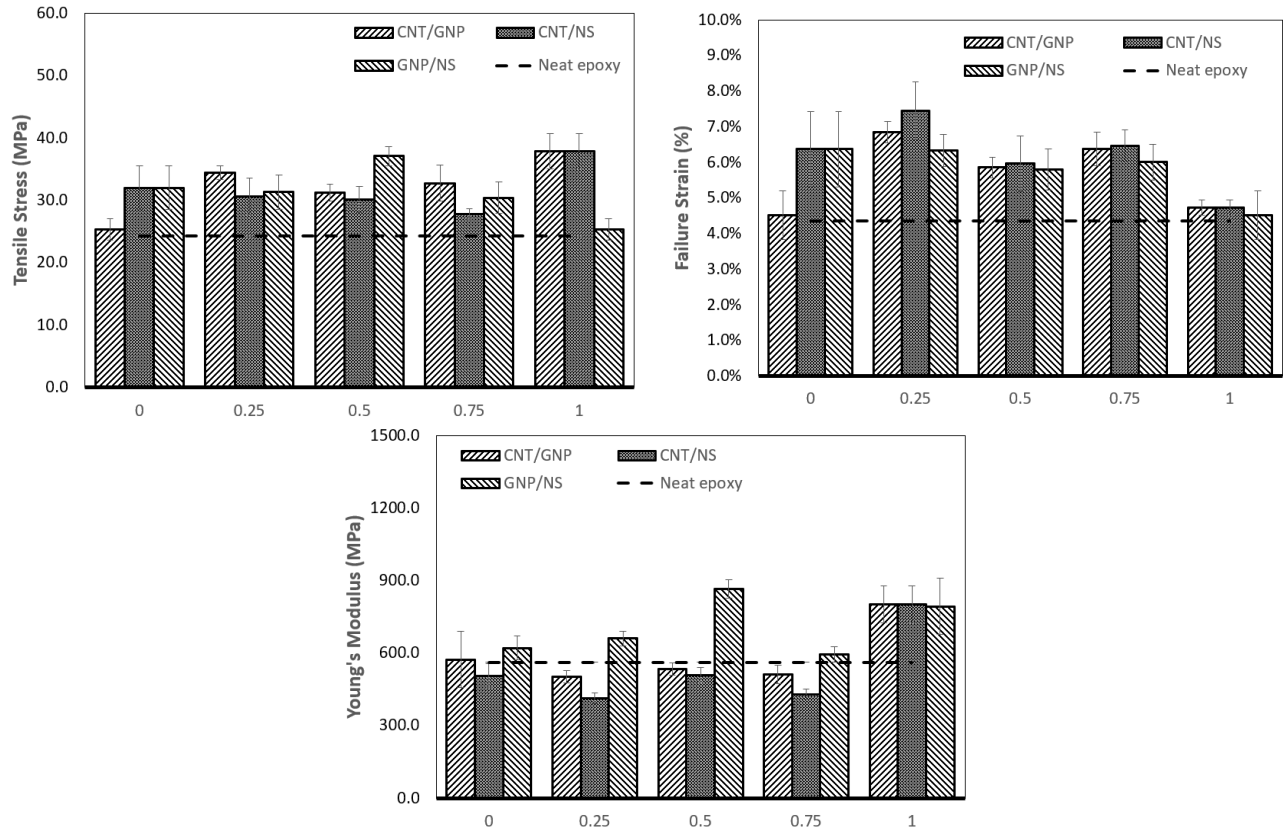 60.0
50.0
40.0
30.0
20.0
10.0
0.0
Tensile Stress (MPa)
CNT/GNP
CNT/NS
GNP/NS
Neat epoxy
0
0.25
0.5
0.75
1
10.0%
9.0%
8.0%
7.0%
6.0%
5.0%
4.0%
3.0%
2.0%
1.0%
0.0%
Failure Strain (%)
CNT/GNP
CNT/NS
GNP/NS
Neat epoxy
0
0.25
0.5
0.75
1
1500.0
1200.0
900.0
600.0
300.0
0.0
Young's Modulus (MPa)
CNT/GNP
CNT/NS
GNP/NS
Neat epoxy
0
0.25
0.5
0.75
1